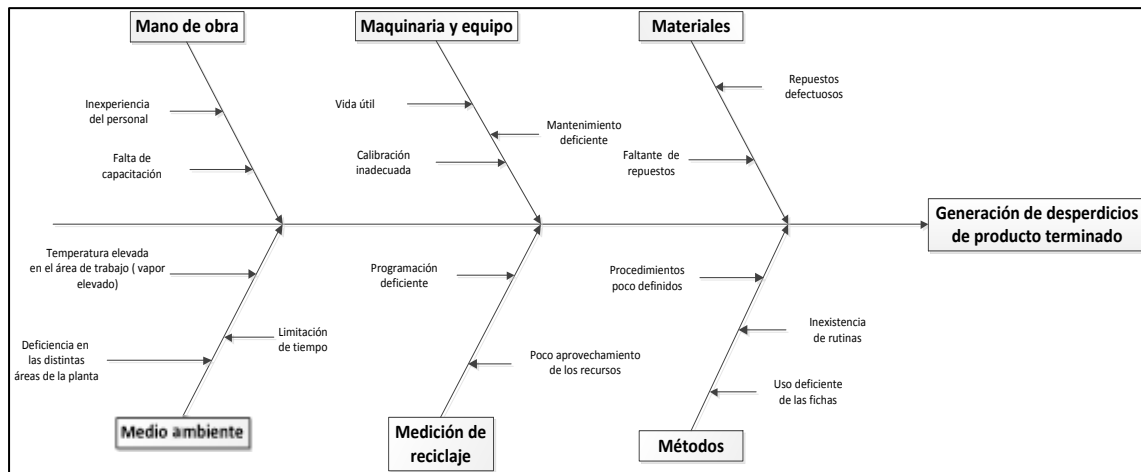 Mano de obra
Maquinaria y equipo
Materiales
Inexperiencia
del personal
Falta de
capacitación
Vida útil
Mantenimiento
deficiente
Calibración
inadecuada
Repuestos
defectuosos
Faltante de
repuestos
Generación de desperdicios
de producto terminado
Temperatura elevada
en el área de trabajo ( vapor
elevado)
Limitación
de tiempo
Deficiencia en
las distintas
áreas de la planta
Programación
deficiente
Poco aprovechamiento
de los recursos
Procedimientos
poco definidos
Inexistencia
de rutinas
Uso deficiente
de las fichas
Medio ambiente
Medición de
reciclaje
Métodos